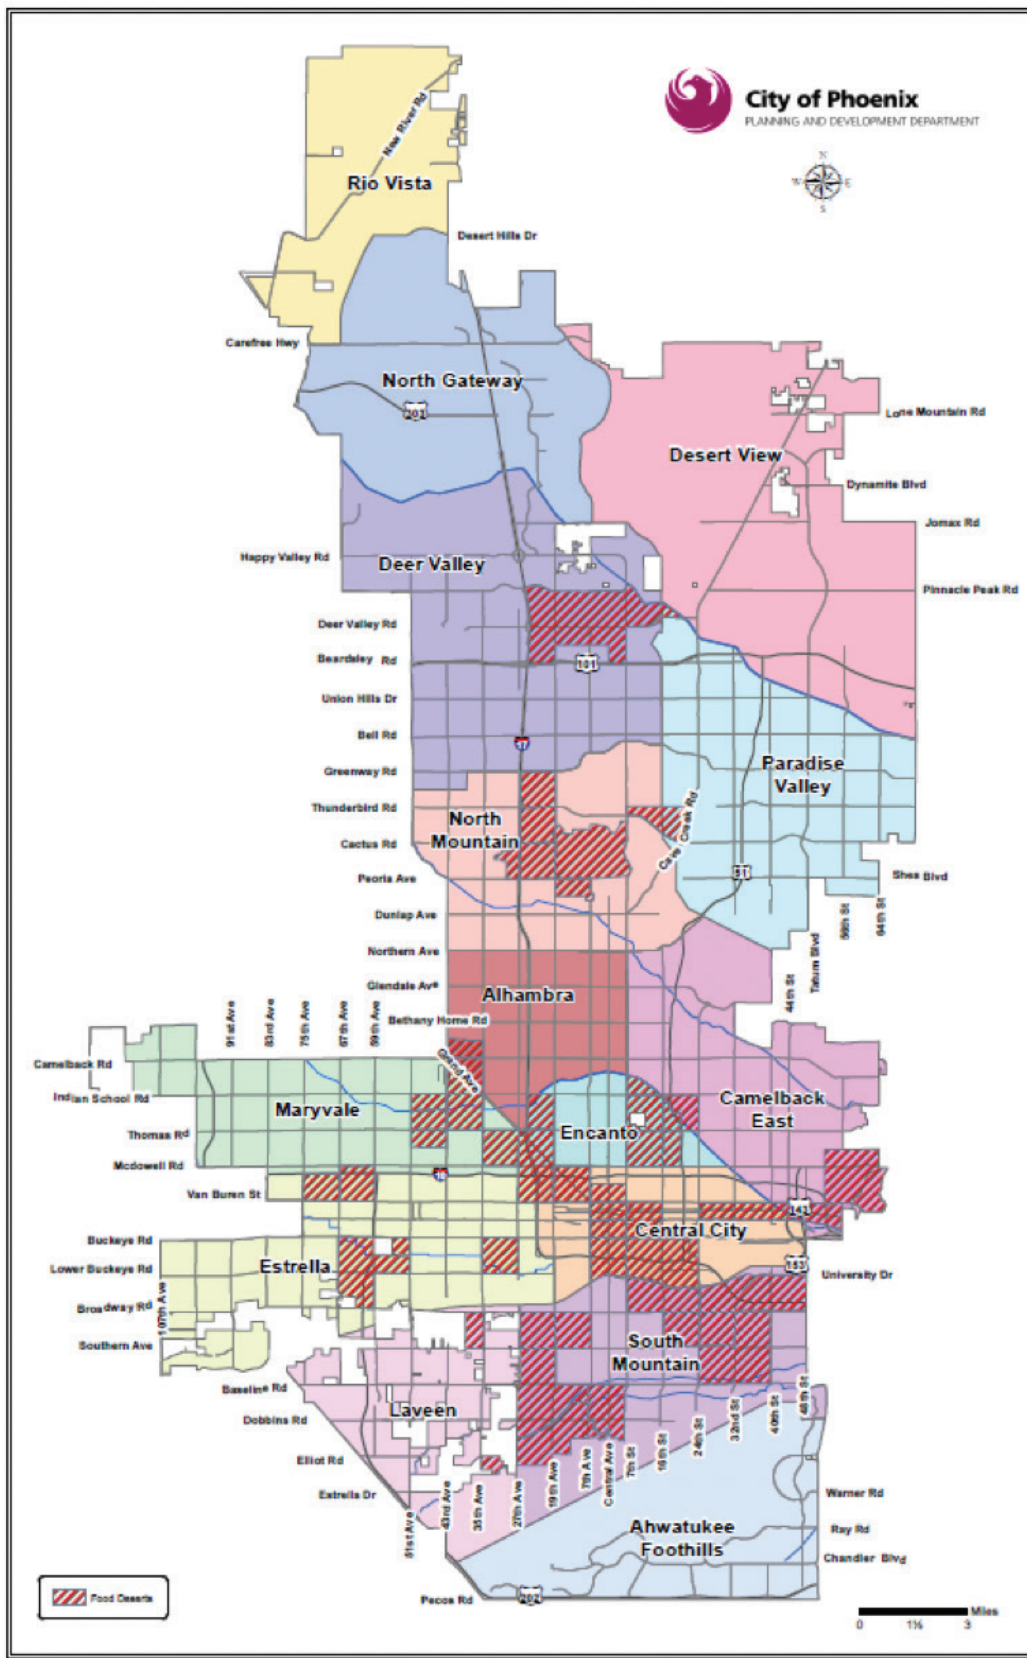 City of Phoenix
PLANNING AND DEVELOPMENT DEPARTMENT
N
W E
S
New River Rd
Rio Vista
Desert Hills Dr
Carefree Hwy
North Gateway
303
Lone Mountain Rd
Desert View
Dynamite Blvd
Jomax Rd
Happy Valley Rd
Deer Valley
Pinnacle Peak Rd
Deer Valley Rd
Beardsley Rd
101
Union Hills Dr
Bell Rd
17
Paradise
Valley
Greenway Rd
Thunderbird Rd
North
Mountain
Cave Creek Rd
Cactus Rd
Peoria Ave
51
Shea Blvd
Dunlap Ave
56th St
64th St
Northern Ave
Tatum Blvd
44th St
Glendale Ave
Alhambra
Bethany Home Rd
91st Ave
83rd Ave
75th Ave
67th Ave
59th Ave
Grand Ave
Camelback Rd
Indian School Rd
Maryvale
Camelback
East
Thomas Rd
Encanto
Mcdowell Rd
10
Van Buren St
143
Buckeye Rd
Central City
Lower Buckeye Rd
Estrella
153
University Dr
Broadway Rd
107th Ave
Southern Ave
South
Mountain
Baseline Rd
Laveen
Dobbins Rd
48th St
40th St
32nd St
24th St
16th St
7th St
Central Ave
7th Ave
19th Ave
27th Ave
35th Ave
43rd Ave
51st Ave
Elliot Rd
Estrella Dr
Warner Rd
Ahwatukee
Foothills
Ray Rd
Chandler Blvd
Pecos Rd
202
Food Deserts
Miles
0 1½ 3